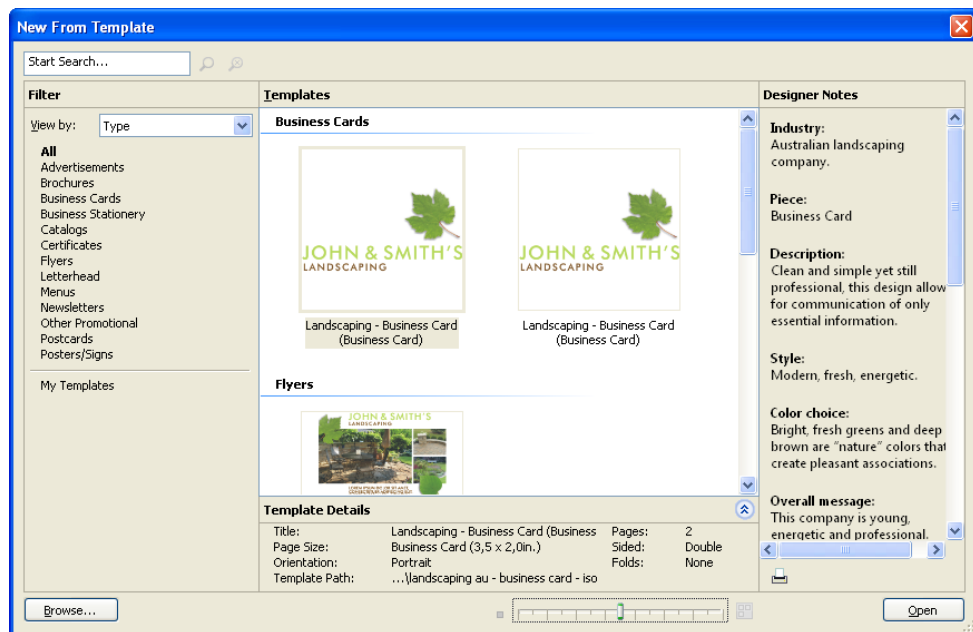 New From Template
Start Search...
Filter
View by:
Type
All
Advertisements
Brochures
Business Cards
Business Stationery
Catalogs
Certificates
Flyers
Letterhead
Menus
Newsletters
Other Promotional
Postcards
Posters/Signs
My Templates
Templates
Business Cards
JOHN & SMITH'S
LANDSCAPING
Landscaping - Business Card
(Business Card)
JOHN & SMITH'S
LANDSCAPING
Landscaping - Business Card
(Business Card)
Flyers
JOHN & SMITH'S
LANDSCAPING
Template Details
Title: Landscaping - Business Card (Business Pages: 2
Page Size: Business Card (3,5 x 2,0in.) Sided: Double
Orientation: Portrait Folds: None
Template Path: ...\landscaping au - business card - iso
Designer Notes
Industry:
Australian landscaping
company.
Piece:
Business Card
Description:
Clean and simple yet still
professional, this design allow
for communication of only
essential information.
Style:
Modern, fresh, energetic.
Color choice:
Bright, fresh greens and deep
brown are "nature" colors that
create pleasant associations.
Overall message:
This company is young,
energetic and professional.
Browse...
Open